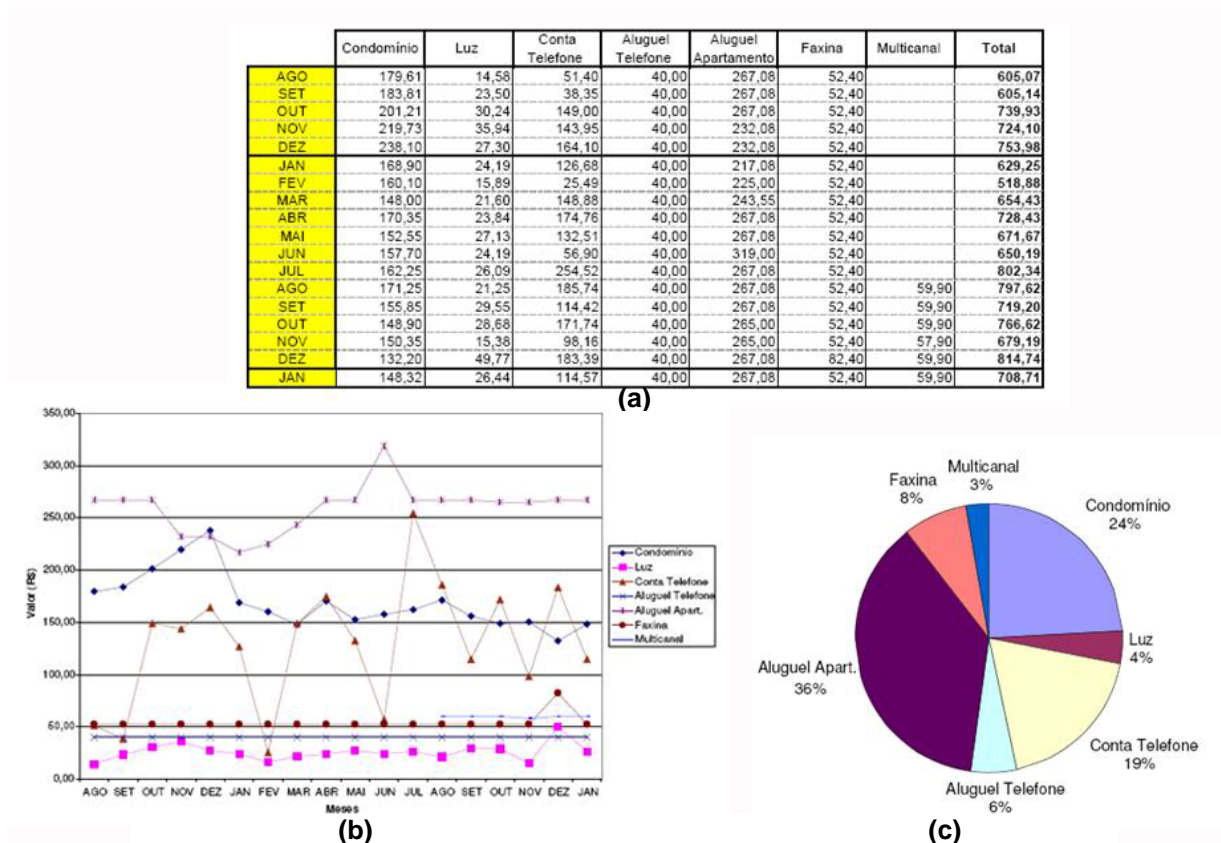 Condomínio Luz Conta Telefone Aluguel Telefone Aluguel Apartamento Faxina Multicanal Total
AGO 179,61 14,58 51,40 40,00 267,08 52,40 605,07
SET 183,81 23,50 38,35 40,00 267,08 52,40 605,14
OUT 201,21 30,24 149,00 40,00 267,08 52,40 739,93
NOV 219,73 35,94 143,95 40,00 232,08 52,40 724,10
DEZ 238,10 27,30 164,10 40,00 232,08 52,40 753,98
JAN 168,90 24,19 126,68 40,00 217,08 52,40 629,25
FEV 160,10 15,89 25,49 40,00 225,00 52,40 518,88
MAR 148,00 21,60 148,88 40,00 243,55 52,40 654,43
ABR 170,35 23,84 174,76 40,00 267,08 52,40 728,43
MAI 152,55 27,13 132,51 40,00 267,08 52,40 671,67
JUN 157,70 24,19 56,90 40,00 319,00 52,40 650,19
JUL 162,25 26,09 254,52 40,00 267,08 52,40 802,34
AGO 171,25 21,25 185,74 40,00 267,08 52,40 59,90 797,62
SET 155,85 29,55 114,42 40,00 267,08 52,40 59,90 719,20
OUT 148,90 28,68 171,74 40,00 265,00 52,40 59,90 766,62
NOV 150,35 15,38 98,16 40,00 265,00 52,40 57,90 679,19
DEZ 132,20 49,77 183,39 40,00 267,08 82,40 59,90 814,74
JAN 148,32 26,44 114,57 40,00 267,08 52,40 59,90 708,71
(a)
350,00
300,00
250,00
200,00
150,00
100,00
50,00
0,00
Valor (R$)
AGO SET OUT NOV DEZ JAN FEV MAR ABR MAI JUN JUL AGO SET OUT NOV DEZ JAN
Meses
Condomínio
Luz
Conta Telefone
Aluguel Telefone
Aluguel Apart.
Faxina
Multicanal
(b)
Multicanal
3%
Faxina
8%
Condomínio
24%
Luz
4%
Aluguel Apart.
36%
Conta Telefone
19%
Aluguel Telefone
6%
(c)